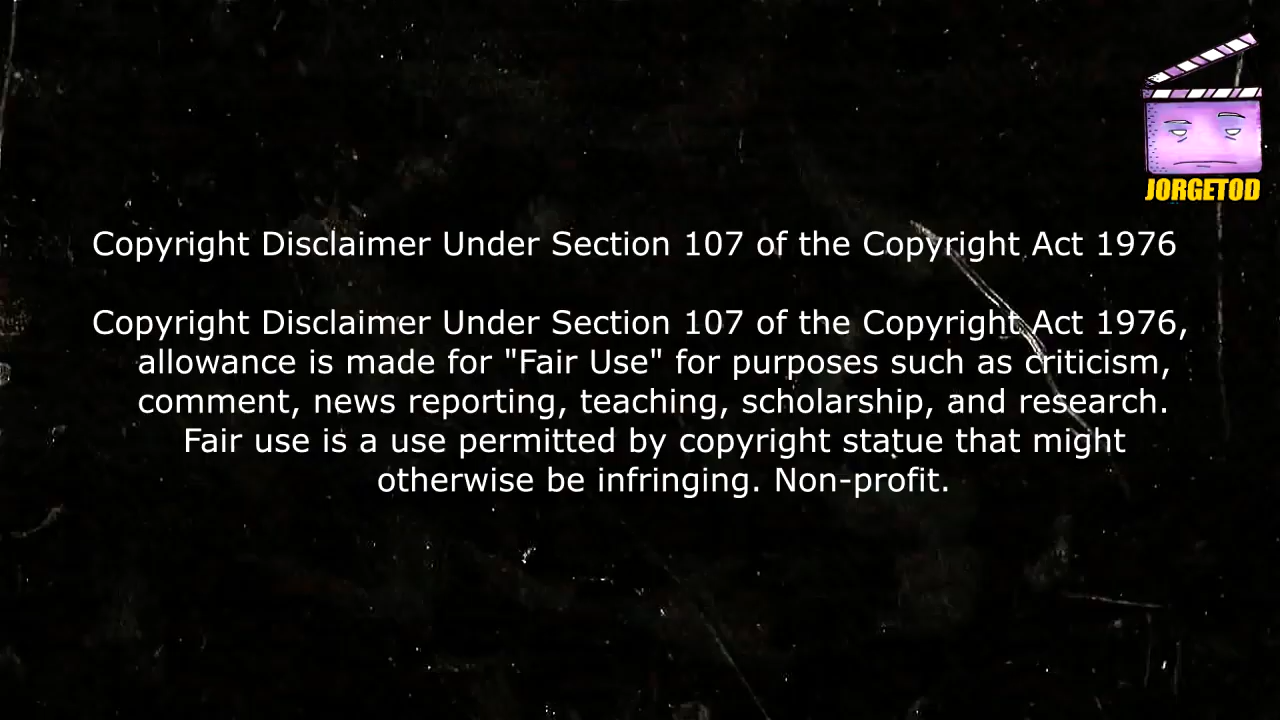 JORGETOD
Copyright Disclaimer Under Section 107 of the Copyright Act 1976
Copyright Disclaimer Under Section 107 of the Copyright Act 1976,
allowance is made for "Fair Use" for purposes such as criticism,
comment, news reporting, teaching, scholarship, and research.
Fair use is a use permitted by copyright statue that might
otherwise be infringing. Non-profit.